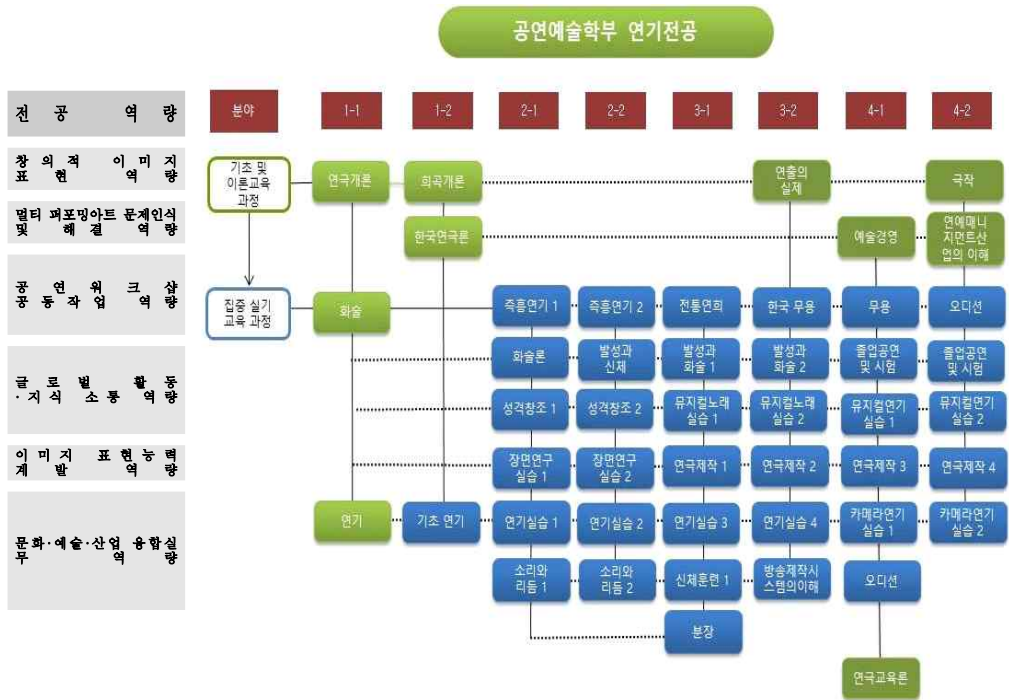 공연예술학부 연기전공
전 공 역 량
분야
1-1
1-2
2-1
2-2
3-1
3-2
4-1
4-2
창 의 적 이 미 지
표 현 역 량
기초 및
이론교육
과정
연극개론
희곡개론
연출의
실제
극작
멀티 퍼포밍아트 문제인식
및 해 결 역 량
한국연극론
예술경영
연예매니
지먼트산
업의 이해
공 연 워 크 샵
공 동 작 업 역 량
집중 실기
교육 과정
화술
즉흥연기 1
즉흥연기 2
전통연희
한국 무용
무용
오디션
글 로 벌 활 동
· 지 식 소 통 역 량
화술론
발성과
신체
발성과
화술 1
발성과
화술 2
졸업공연
및 시험
졸업공연
및 시험
성격창조 1
성격창조 2
뮤지컬노래
실습 1
뮤지컬노래
실습 2
뮤지컬연기
실습 1
뮤지컬연기
실습 2
이 미 지 표 현 능 력
개 발 역 량
장면연구
실습 1
장면연구
실습 2
연극제작 1
연극제작 2
연극제작 3
연극제작 4
문화·예술·산업 융합실
무 역 량
연기
기초 연기
연기실습 1
연기실습 2
연기실습 3
연기실습 4
카메라연기
실습 1
카메라연기
실습 2
소리와
리듬 1
소리와
리듬 2
신체훈련 1
방송제작시
스템의이해
오디션
분장
연극교육론